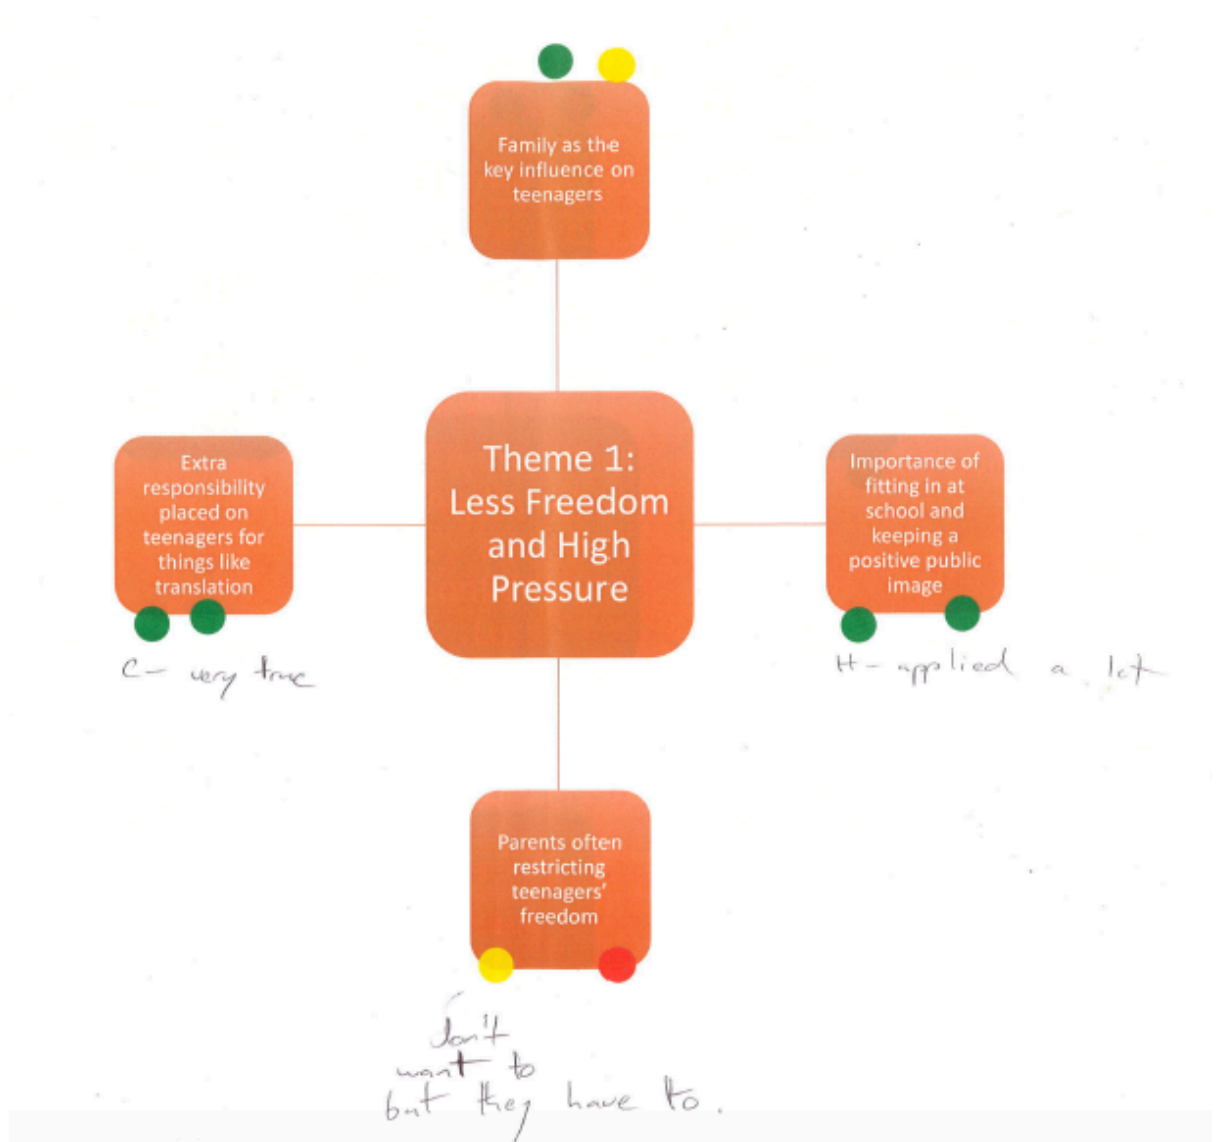 Family as the
key influence on
teenagers
Extra
responsibility
placed on
teenagers for
things like
translation
Theme 1:
Less Freedom
and High
Pressure
Importance of
fitting in at
school and
keeping a
positive public
image
C- very true
H- applied a lot
Parents often
restricting
teenagers'
freedom
don't
want to
but they have to.